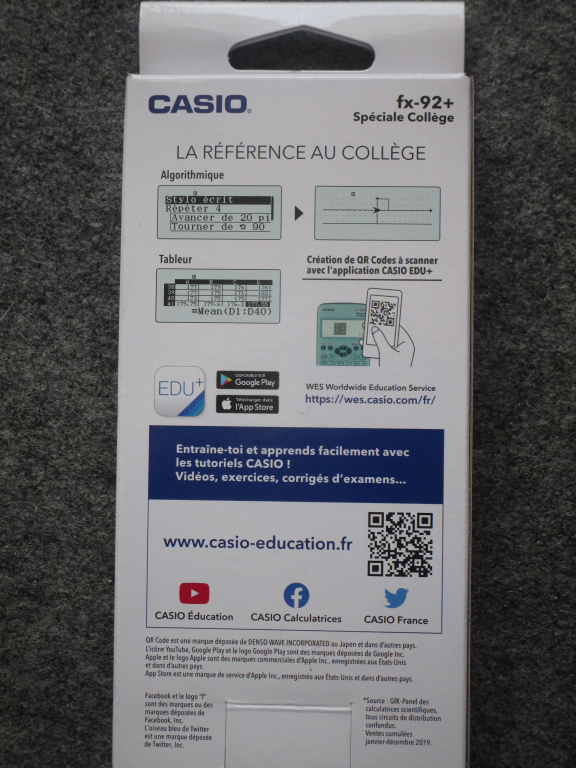 CASIO®
fx-92+
Spéciale Collège
LA RÉFÉRENCE AU COLLÈGE
Algorithmique
Stylo écrit
Répéter 4
Avancer de 20 pi
Tourner de 90
Tableur
=Mean(D1:D40)
Création de QR Codes à scanner
avec l'application CASIO EDU+
EDU+
DISPONIBLE SUR
Google Play
Télécharger dans
l'App Store
WES Worldwide Education Service
https://wes.casio.com/fr/
Entraîne-toi et apprends facilement avec
les tutoriels CASIO !
Vidéos, exercices, corrigés d'examens...
www.casio-education.fr
CASIO Éducation
CASIO Calculatrices
CASIO France
QR Code est une marque déposée de DENSO WAVE INCORPORATED au Japon et dans d'autres pays.
L'icône YouTube, Google Play et le logo Google Play sont des marques déposées de Google Inc.
Apple et le logo Apple sont des marques commerciales d'Apple Inc., enregistrées aux États-Unis
et dans d'autres pays.
App Store est une marque de service d'Apple Inc., enregistrée aux États-Unis et dans d'autres pays.
Facebook et le logo "f"
sont des marques ou des
marques déposées de
Facebook, Inc.
L'oiseau bleu de Twitter
est une marque déposée
de Twitter, Inc.
*Source : GfK-Panel des
calculatrices scientifiques,
tous circuits de distribution
confondus.
Ventes cumulées
janvier-décembre 2019.